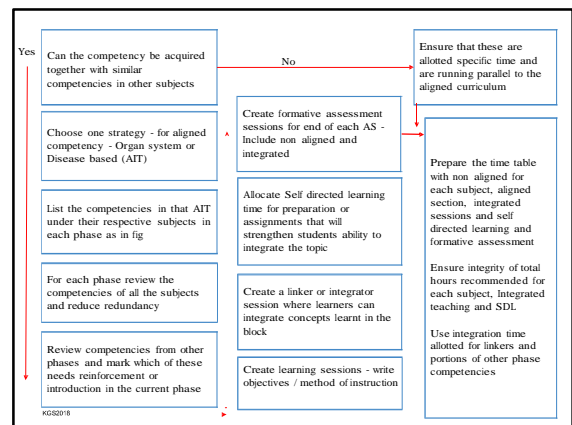 Yes
Can the competency be acquired
together with similar
competencies in other subjects
No
Ensure that these are
allotted specific time and
are running parallel to the
aligned curriculum
Choose one strategy - for aligned
competency - Organ system or
Disease based (AIT)
List the competencies in that AIT
under their respective subjects
in each phase as in fig
For each phase review the
competencies of all the subjects
and reduce redundancy
Review competencies from other
phases and mark which of these
needs reinforcement or
introduction in the current phase
KGS2018
Create formative assessment
sessions for end of each AS -
Include non aligned and
integrated
Allocate Self directed learning
time for preparation or
assignments that will
strengthen students ability to
integrate the topic
Create a linker or integrator
session where learners can
integrate concepts learnt in the
block
Create learning sessions - write
objectives / method of instruction
Prepare the time table
with non aligned for
each subject, aligned
section, integrated
sessions and self
directed learning and
formative assessment
Ensure integrity of total
hours recommended for
each subject, Integrated
teaching and SDL
Use integration time
allotted for linkers and
portions of other phase
competencies